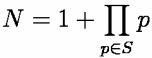 N = 1 + ∏_{p∈S} p